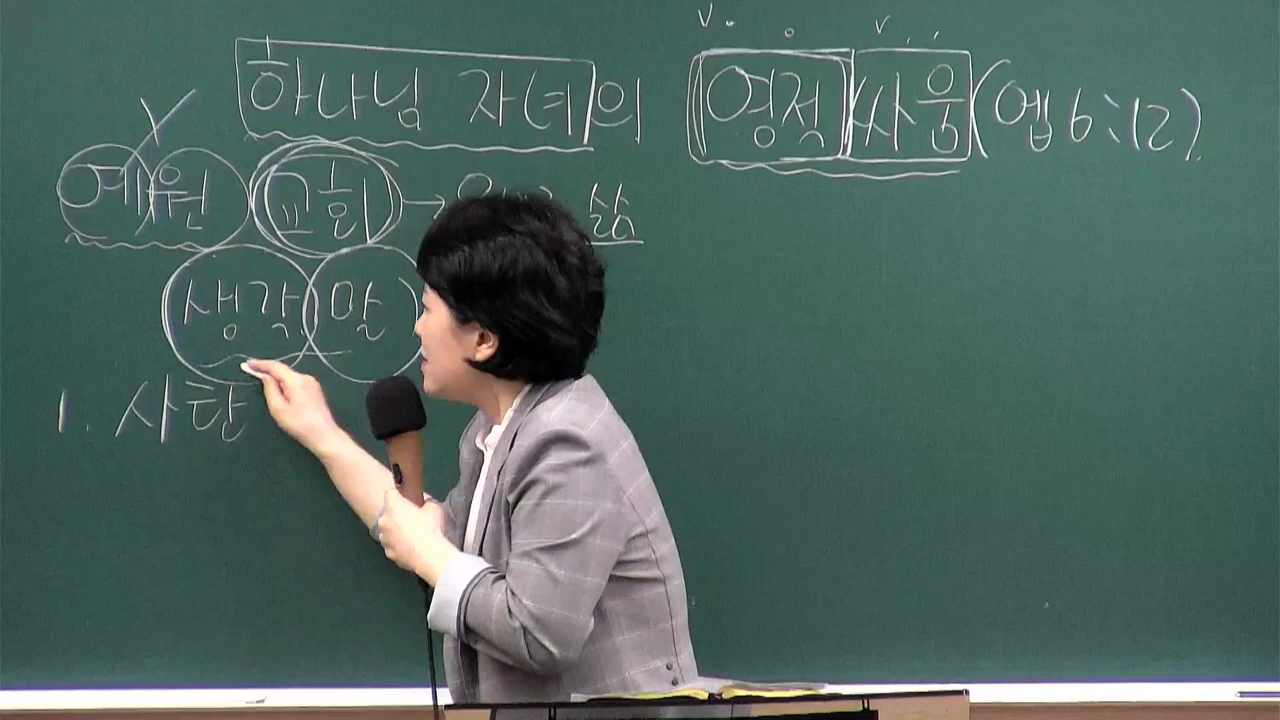 하나님 자녀의 영적 싸움 (엡 6:12)
예원 교회 → 삶
생각 말
1. 사탄